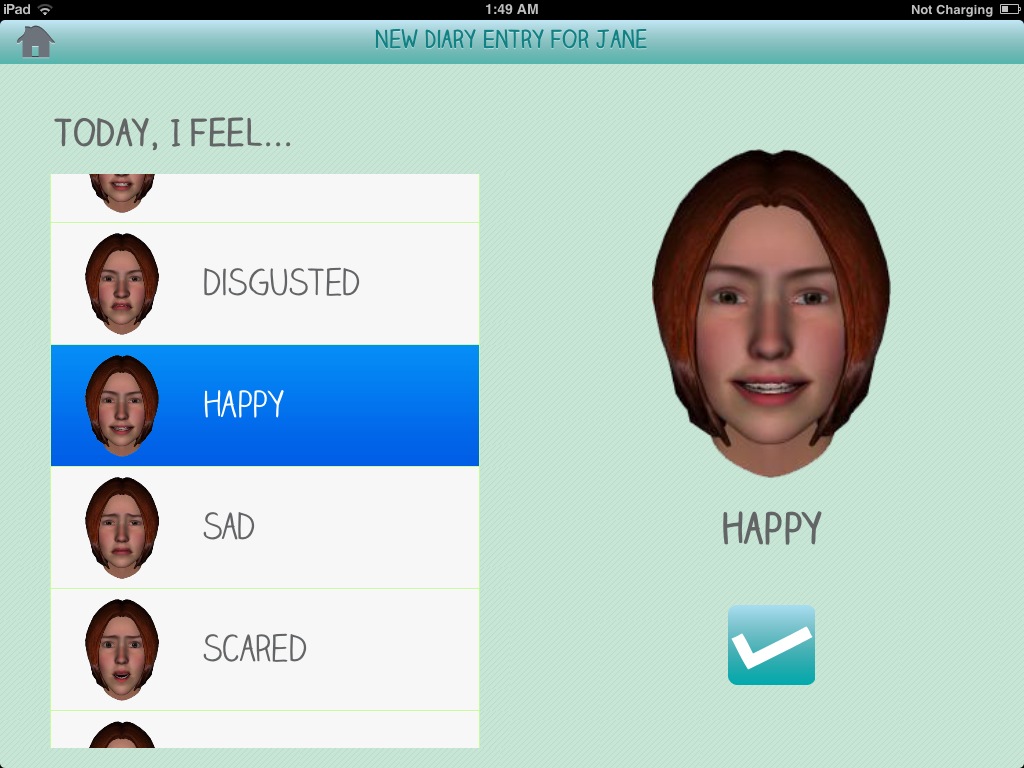 iPad
1:49 AM
Not Charging
NEW DIARY ENTRY FOR JANE
TODAY, I FEEL...
DISGUSTED
HAPPY
SAD
SCARED
HAPPY